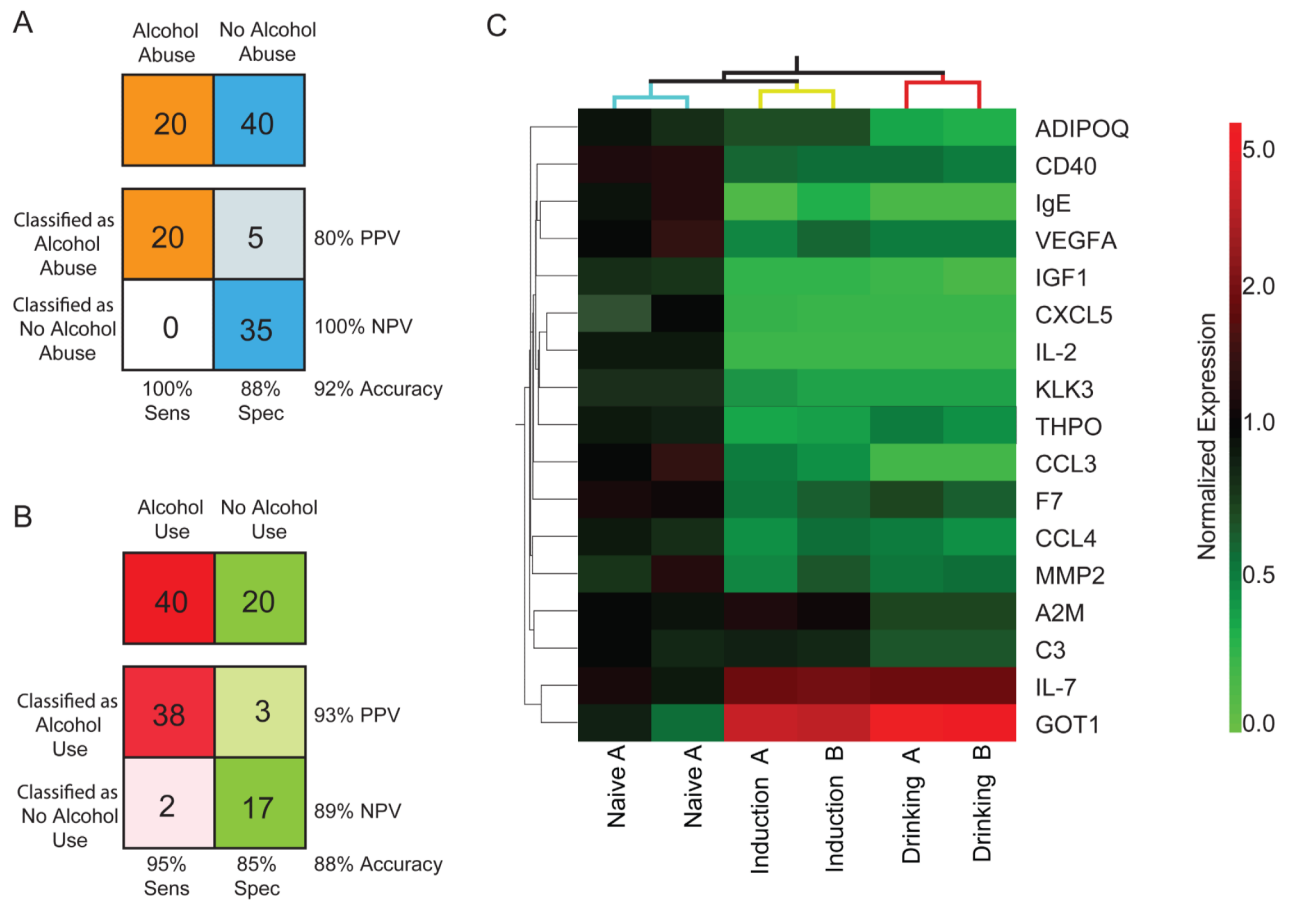 A
Alcohol
Abuse
No Alcohol
Abuse
20
40
Classified as
Alcohol
Abuse
20
5
80% PPV
Classified as
No Alcohol
Abuse
0
35
100% NPV
100%
Sens
88%
Spec
92% Accuracy
B
Alcohol
Use
No Alcohol
Use
40
20
Classified as
Alcohol
Use
38
3
93% PPV
Classified as
No Alcohol
Use
2
17
89% NPV
95%
Sens
85%
Spec
88% Accuracy
C
ADIPOQ
CD40
IgE
VEGFA
IGF1
CXCL5
IL-2
KLK3
THPO
CCL3
F7
CCL4
MMP2
A2M
C3
IL-7
GOT1
Naive A
Naive A
Induction A
Induction B
Drinking A
Drinking B
Normalized Expression
5.0
2.0
1.0
0.5
0.0